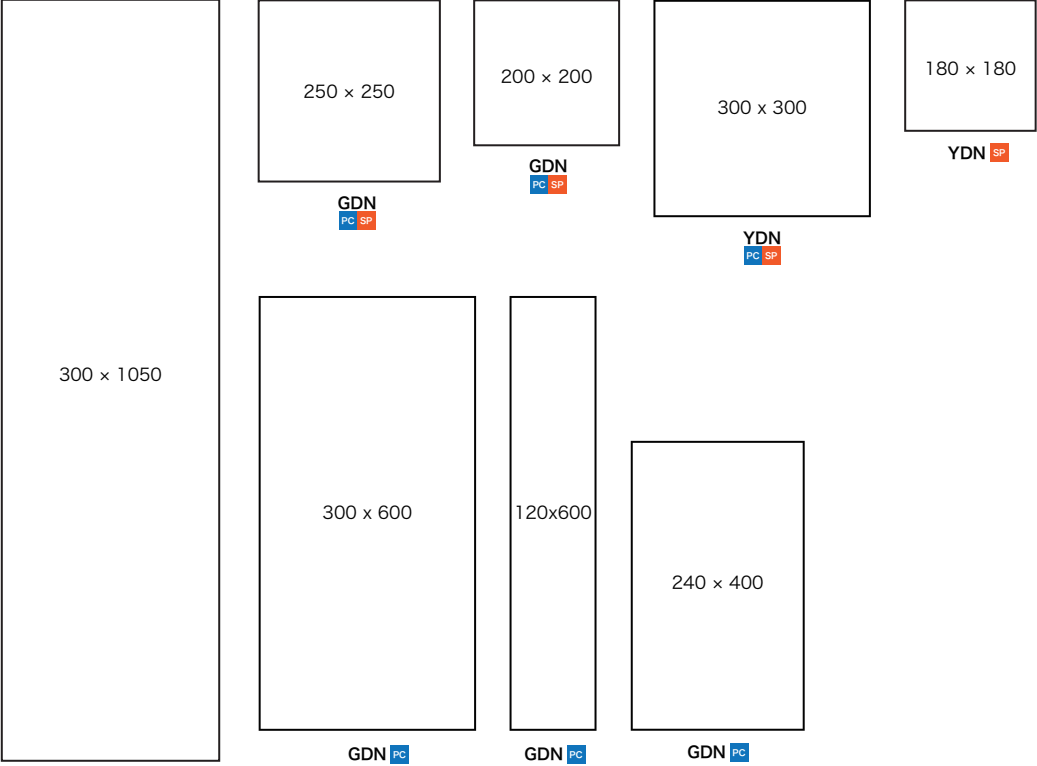 300 × 1050
250 × 250
GDN
PC SP
200 × 200
GDN
PC SP
300 x 300
YDN
PC SP
180 × 180
YDN SP
300 x 600
GDN PC
120x600
GDN PC
240 × 400
GDN PC